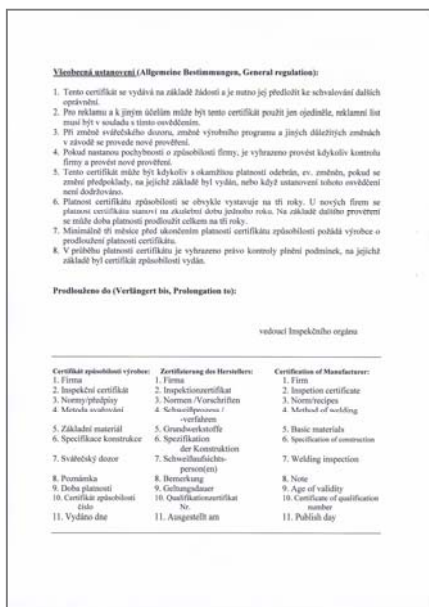 Všeobecná ustanovení (Allgemeine Bestimmungen, General regulation):
1. Tento certifikát se vydává na základě žádosti a je nutno jej předložit ke schvalování dalších
oprávnění.
2. Pro reklamu a k jiným účelům může být tento certifikát použit jen ojediněle, reklamní list
musí být v souladu s tímto osvědčením.
3. Při změně svářečského dozoru, změně výrobního programu a jiných důležitých změnách
v závodě se provede nové prověření.
4. Pokud nastanou pochybnosti o způsobilosti firmy, je vyhrazeno provést kdykoliv kontrolu
firmy a provést nové prověření.
5. Tento certifikát může být kdykoliv s okamžitou platností odebrán, ev. změněn, pokud se
změní předpoklady, na jejichž základě byl vydán, nebo když ustanovení tohoto osvědčení
není dodržováno.
6. Platnost certifikátu způsobilosti se obvykle vystavuje na tři roky. U nových firem se
platnost certifikátu stanoví na zkušební dobu jednoho roku. Na základě dalšího prověření
se může doba platnosti prodloužit celkem na tři roky.
7. Minimálně tři měsíce před ukončením platnosti certifikátu způsobilosti požádá výrobce o
prodloužení platnosti certifikátu.
8. V průběhu platnosti certifikátu je vyhrazeno právo kontroly plnění podmínek, na jejichž
základě byl certifikát způsobilosti vydán.
Prodlouženo do (Verlängert bis, Prolongation to):
vedoucí Inspekčního orgánu
Certifikát způsobilosti výrobce: Zertifizierung des Herstellers: Certification of Manufacturer:
1. Firma 1. Firma 1. Firm
2. Inspekční certifikát 2. Inspektionzertifikat 2. Inspetion certificate
3. Normy/předpisy 3. Normen /Vorschriften 3. Norm/recipes
4. Metoda svařování 4. Schweißprozess / 4. Method of welding
-verfahren
5. Základní materiál 5. Grundwerkstoffe 5. Basic materials
6. Specifikace konstrukce 6. Spezifikation 6. Specification of construction
der Konstruktion
7. Svářečský dozor 7. Schweißaufsichts- 7. Welding inspection
person(en)
8. Poznámka 8. Bemerkung 8. Note
9. Doba platnosti 9. Geltungsdauer 9. Age of validity
10. Certifikát způsobilosti 10. Qualifikationzertifikat 10. Certificate of qualification
číslo Nr. number
11. Vydáno dne 11. Ausgestellt am 11. Publish day